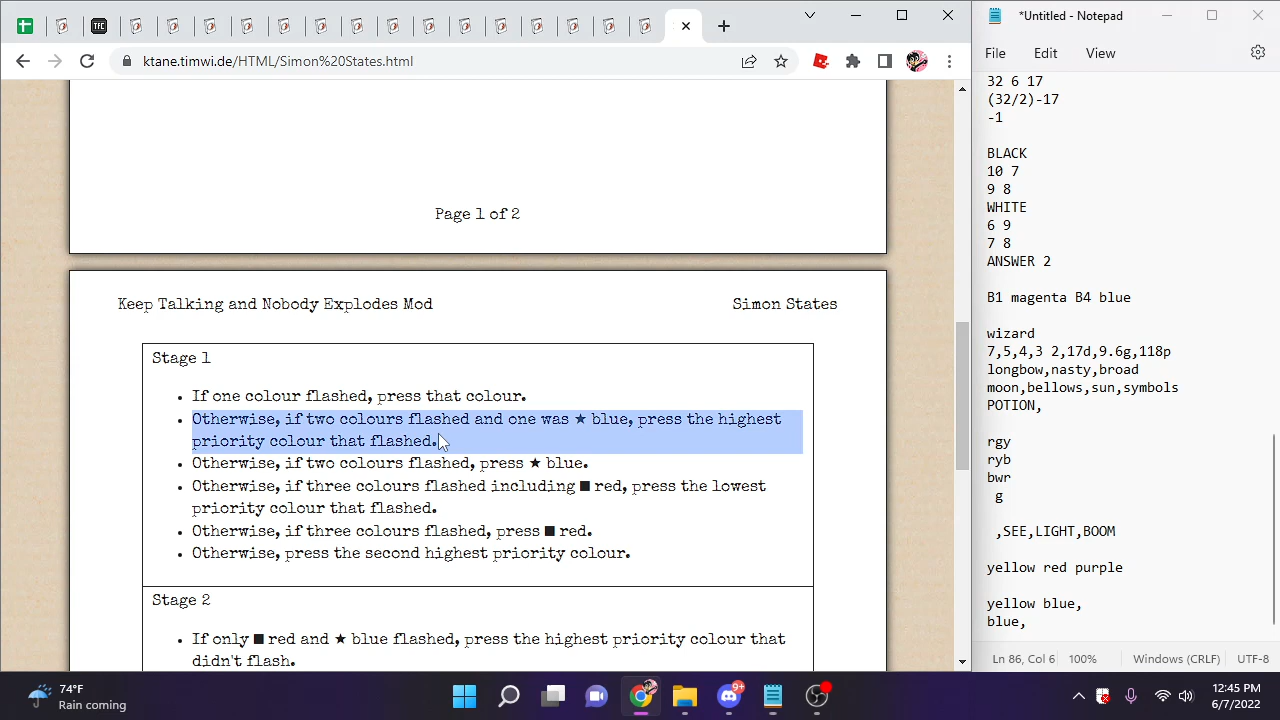 TFC
*Untitled - Notepad
ktane.timwi.de/HTML/Simon%20States.html
File Edit View
32 6 17
(32/2)-17
-1
BLACK
10 7
9 8
WHITE
6 9
7 8
ANSWER 2
B1 magenta B4 blue
wizard
7,5,4,3 2,17d,9.6g,118p
longbow,nasty,broad
moon,bellows,sun,symbols
POTION,
rgy
ryb
bwr
g
,SEE,LIGHT,BOOM
yellow red purple
yellow blue,
blue,
Page 1 of 2
Keep Talking and Nobody Explodes Mod Simon States
Stage 1
• If one colour flashed, press that colour.
• Otherwise, if two colours flashed and one was ★ blue, press the highest
priority colour that flashed.
• Otherwise, if two colours flashed, press ★ blue.
• Otherwise, if three colours flashed including ■ red, press the lowest
priority colour that flashed.
• Otherwise, if three colours flashed, press ■ red.
• Otherwise, press the second highest priority colour.
Stage 2
• If only ■ red and ★ blue flashed, press the highest priority colour that
didn't flash.
Ln 86, Col 6 100% Windows (CRLF) UTF-8
74°F
Rain coming
9+
12:45 PM
6/7/2022